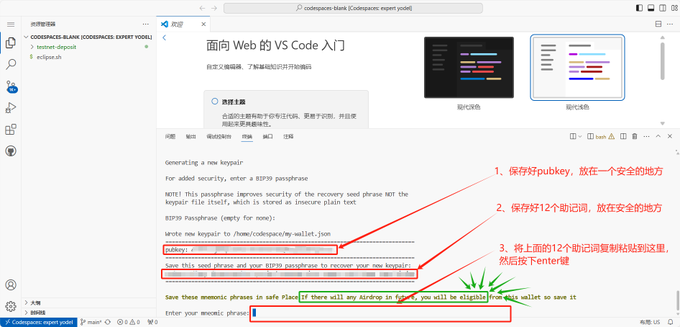 codespaces-blank [Codespaces: expert yodel]
资源管理器
欢迎
CODESPACES-BLANK [CODESPACES: EXPERT YODEL]
testnet-deposit
eclipse.sh
面向 Web 的 VS Code 入门
自定义编辑器、了解基础知识并开始编码
选择主题
合适的主题有助于你专注代码、更易于识别，并且使
用起来更具趣味性。
现代深色
现代浅色
问题 输出 调试控制台 终端 端口 注释
bash
Generating a new keypair
For added security, enter a BIP39 passphrase
NOTE! This passphrase improves security of the recovery seed phrase NOT the
keypair file itself, which is stored as insecure plain text
BIP39 Passphrase (empty for none):
Wrote new keypair to /home/codespace/my-wallet.json
pubkey:
Save this seed phrase and your BIP39 passphrase to recover your new keypair:
Save these mnemonic phrases in safe Place If there will any Airdrop in future, you will be eligible from this wallet so save it
Enter your mneomic phrase:
1、保存好pubkey，放在一个安全的地方
2、保存好12个助记词，放在安全的地方
3、将上面的12个助记词复制粘贴到这里，
然后按下enter键
大纲
时间线
Codespaces: expert yodel
main*
0 0
0
布局: US